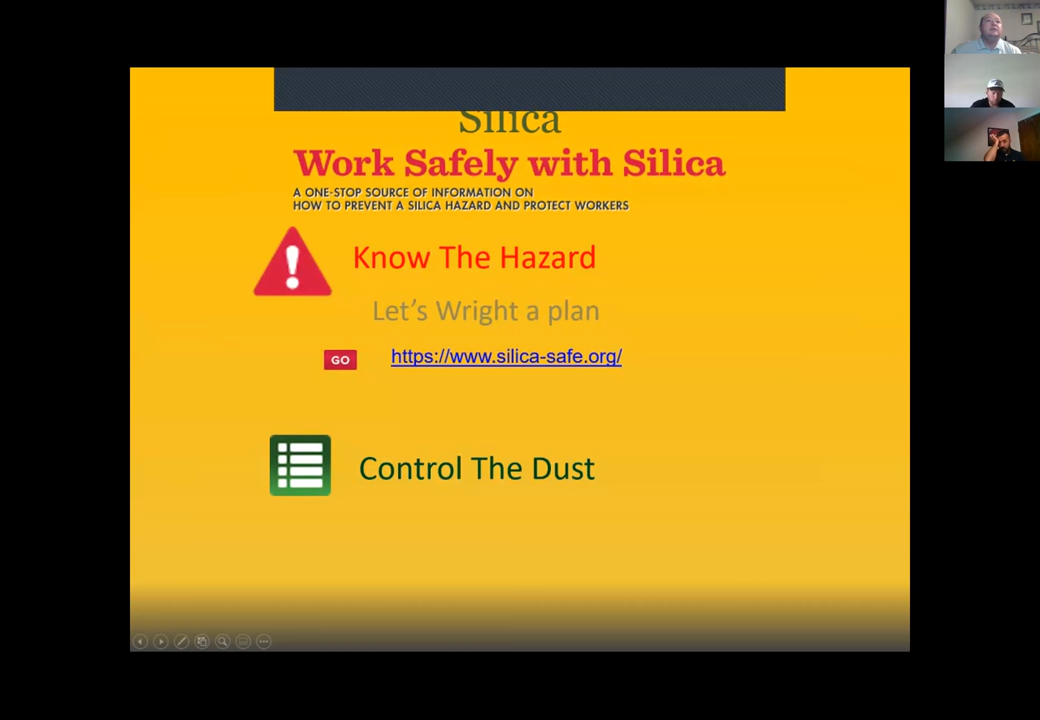 Silica
Work Safely with Silica
A ONE-STOP SOURCE OF INFORMATION ON
HOW TO PREVENT A SILICA HAZARD AND PROTECT WORKERS
Know The Hazard
Let's Wright a plan
GO https://www.silica-safe.org/
Control The Dust